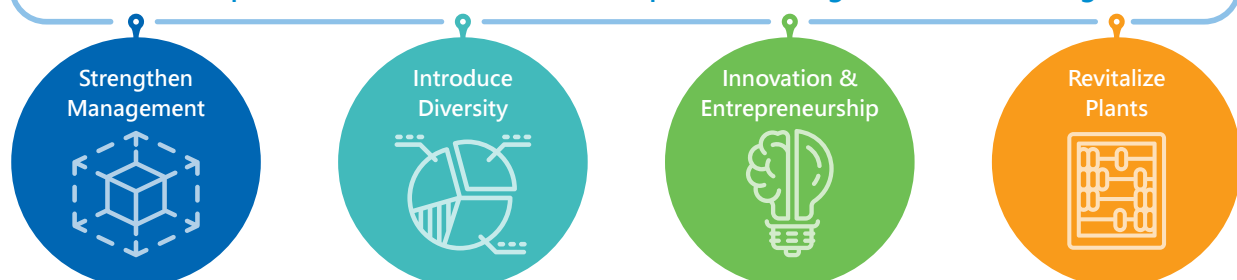 Strengthen
Management
Introduce
Diversity
Innovation &
Entrepreneurship
Revitalize
Plants